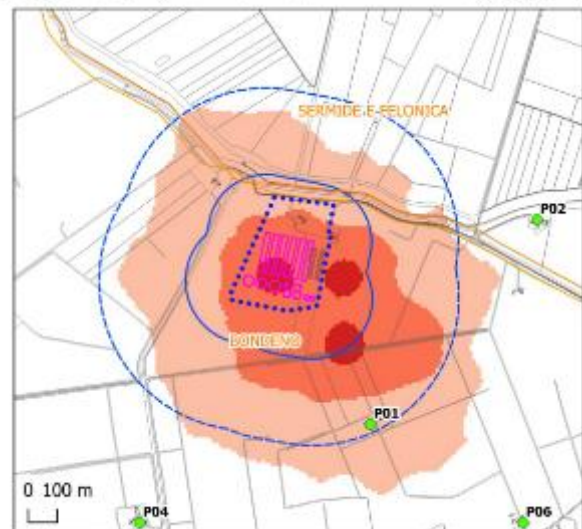 SERMIDE E FELONICA
P02
BONDENO
P01
0 100 m
P04
P06